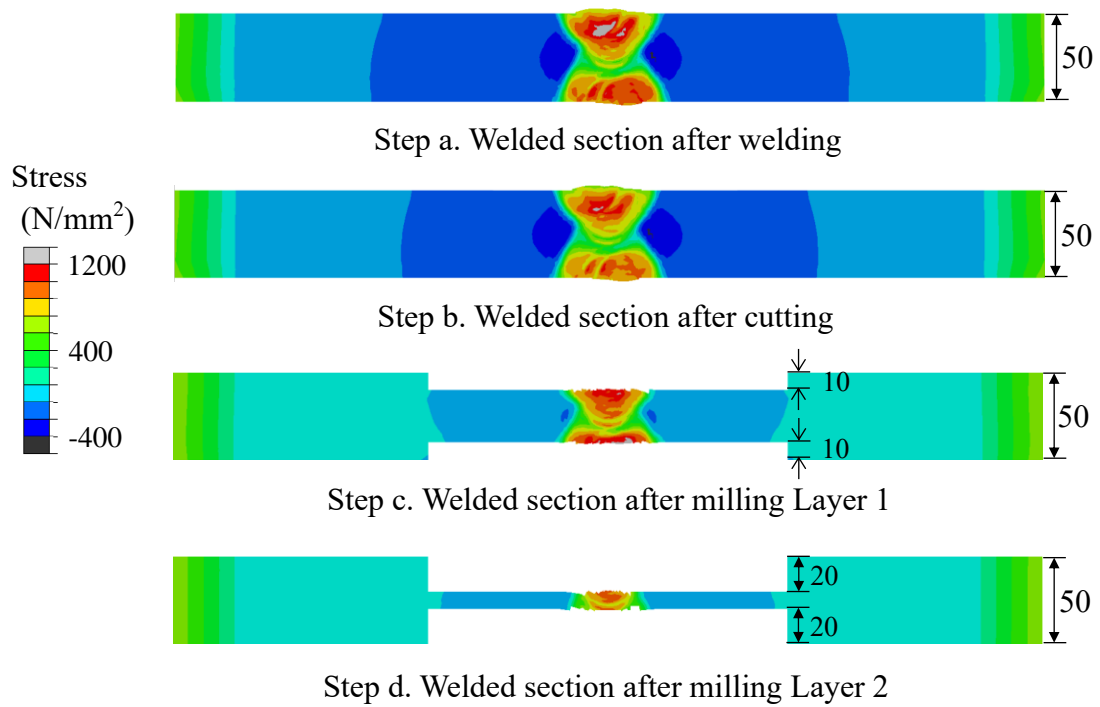 50
Step a. Welded section after welding
Stress
(N/mm²)
1200
400
-400
50
Step b. Welded section after cutting
10
10
50
Step c. Welded section after milling Layer 1
20
20
50
Step d. Welded section after milling Layer 2